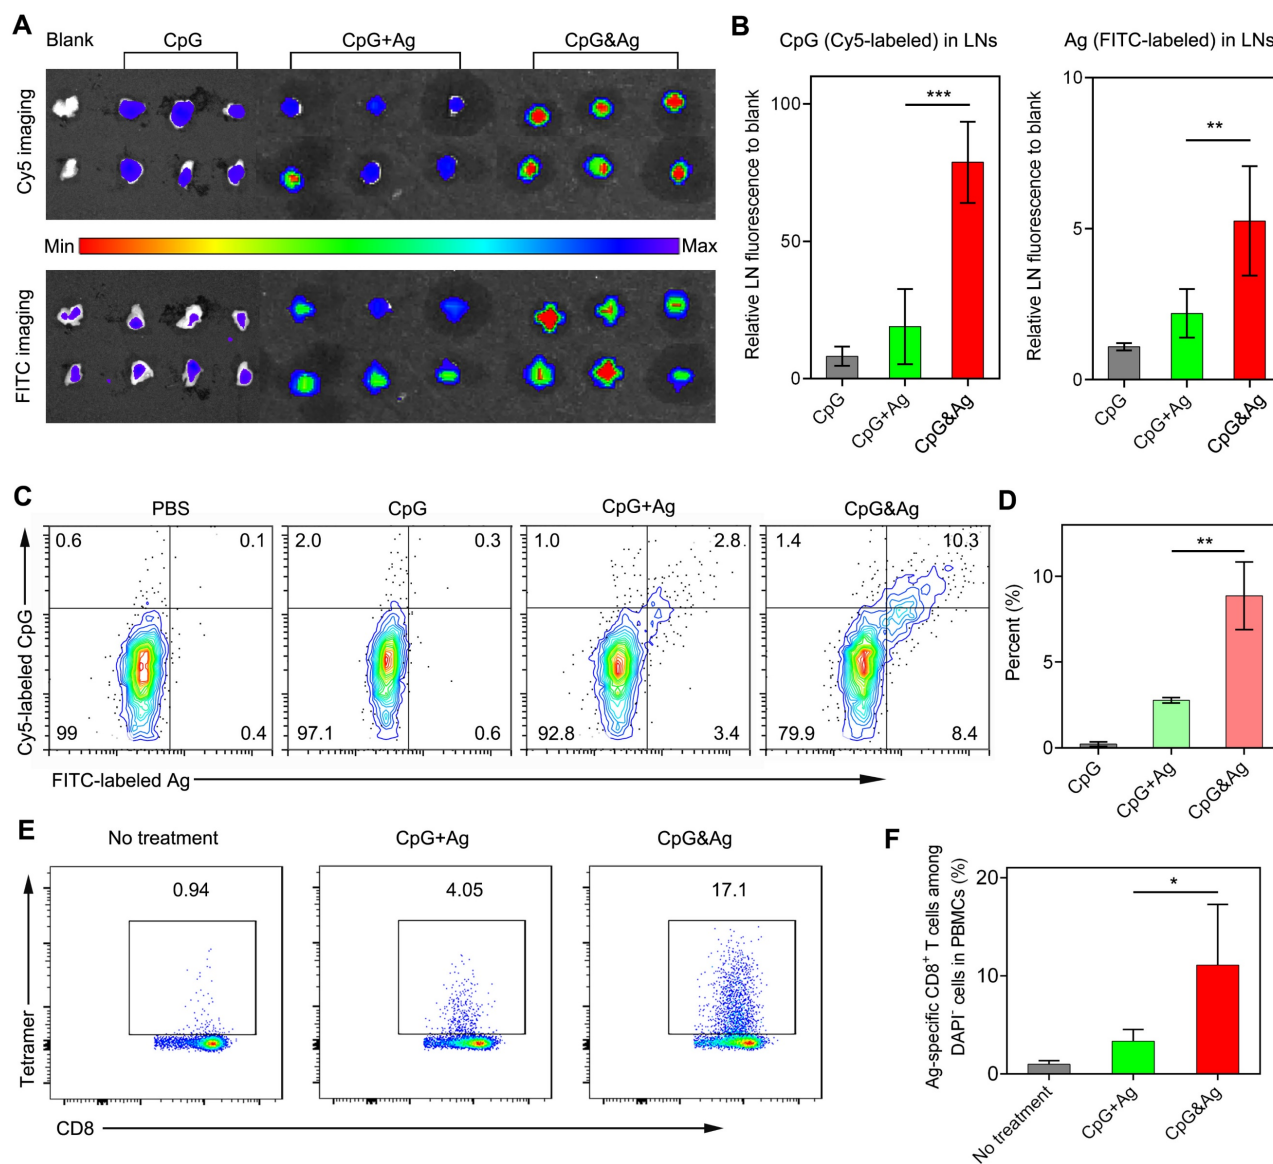 A
Blank
CpG
CpG+Ag
CpG&Ag
Cy5 imaging
Min
Max
FITC imaging
B
CpG (Cy5-labeled) in LNs
Relative LN fluorescence to blank
100
50
0
***
CpG
CpG+Ag
CpG&Ag
Ag (FITC-labeled) in LNs
Relative LN fluorescence to blank
10
5
0
**
CpG
CpG+Ag
CpG&Ag
C
PBS
CpG
CpG+Ag
CpG&Ag
Cy5-labeled CpG
0.6 0.1
99 0.4
2.0 0.3
97.1 0.6
1.0 2.8
92.8 3.4
1.4 10.3
79.9 8.4
FITC-labeled Ag
D
Percent (%)
10
5
0
**
CpG
CpG+Ag
CpG&Ag
E
No treatment
CpG+Ag
CpG&Ag
Tetramer
0.94
4.05
17.1
CD8
F
Ag-specific CD8⁺ T cells among
DAPI⁻ cells in PBMCs (%)
20
10
0
*
No treatment
CpG+Ag
CpG&Ag